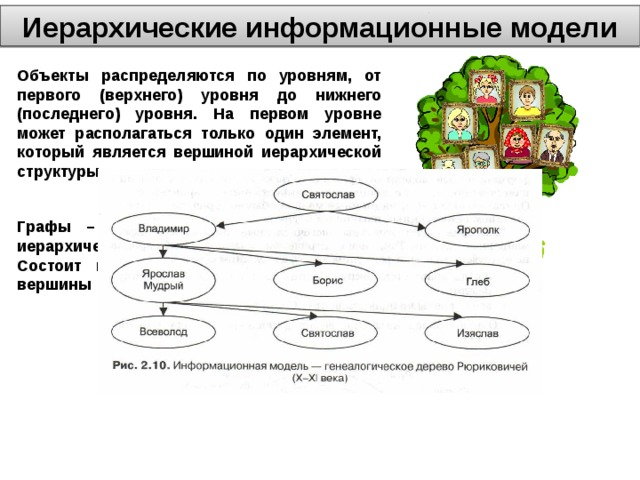 Иерархические информационные модели
Объекты распределяются по уровням, от
первого (верхнего) уровня до нижнего
(последнего) уровня. На первом уровне
может располагаться только один элемент,
который является вершиной иерархической
структуры
Графы –
Состоит
вершины
Святослав
Владимир
Ярополк
Ярослав
Мудрый
Борис
Глеб
Всеволод
Святослав
Изяслав
Рис. 2.10. Информационная модель — генеалогическое дерево Рюриковичей
(X–XI века)